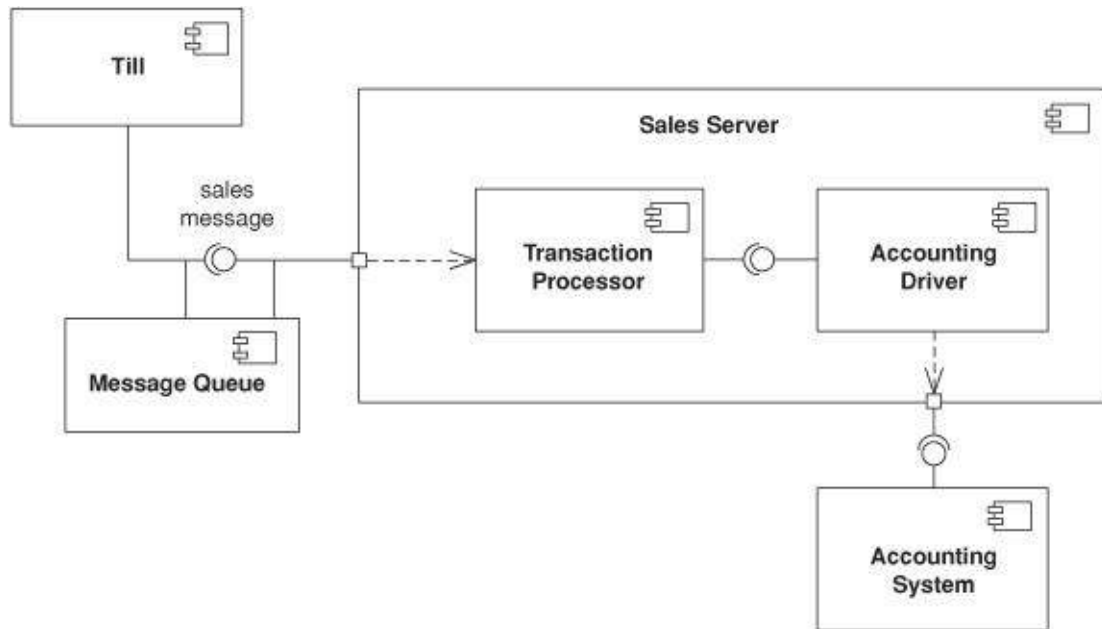 Till
Sales Server
sales
message
Transaction
Processor
Accounting
Driver
Message Queue
Accounting
System